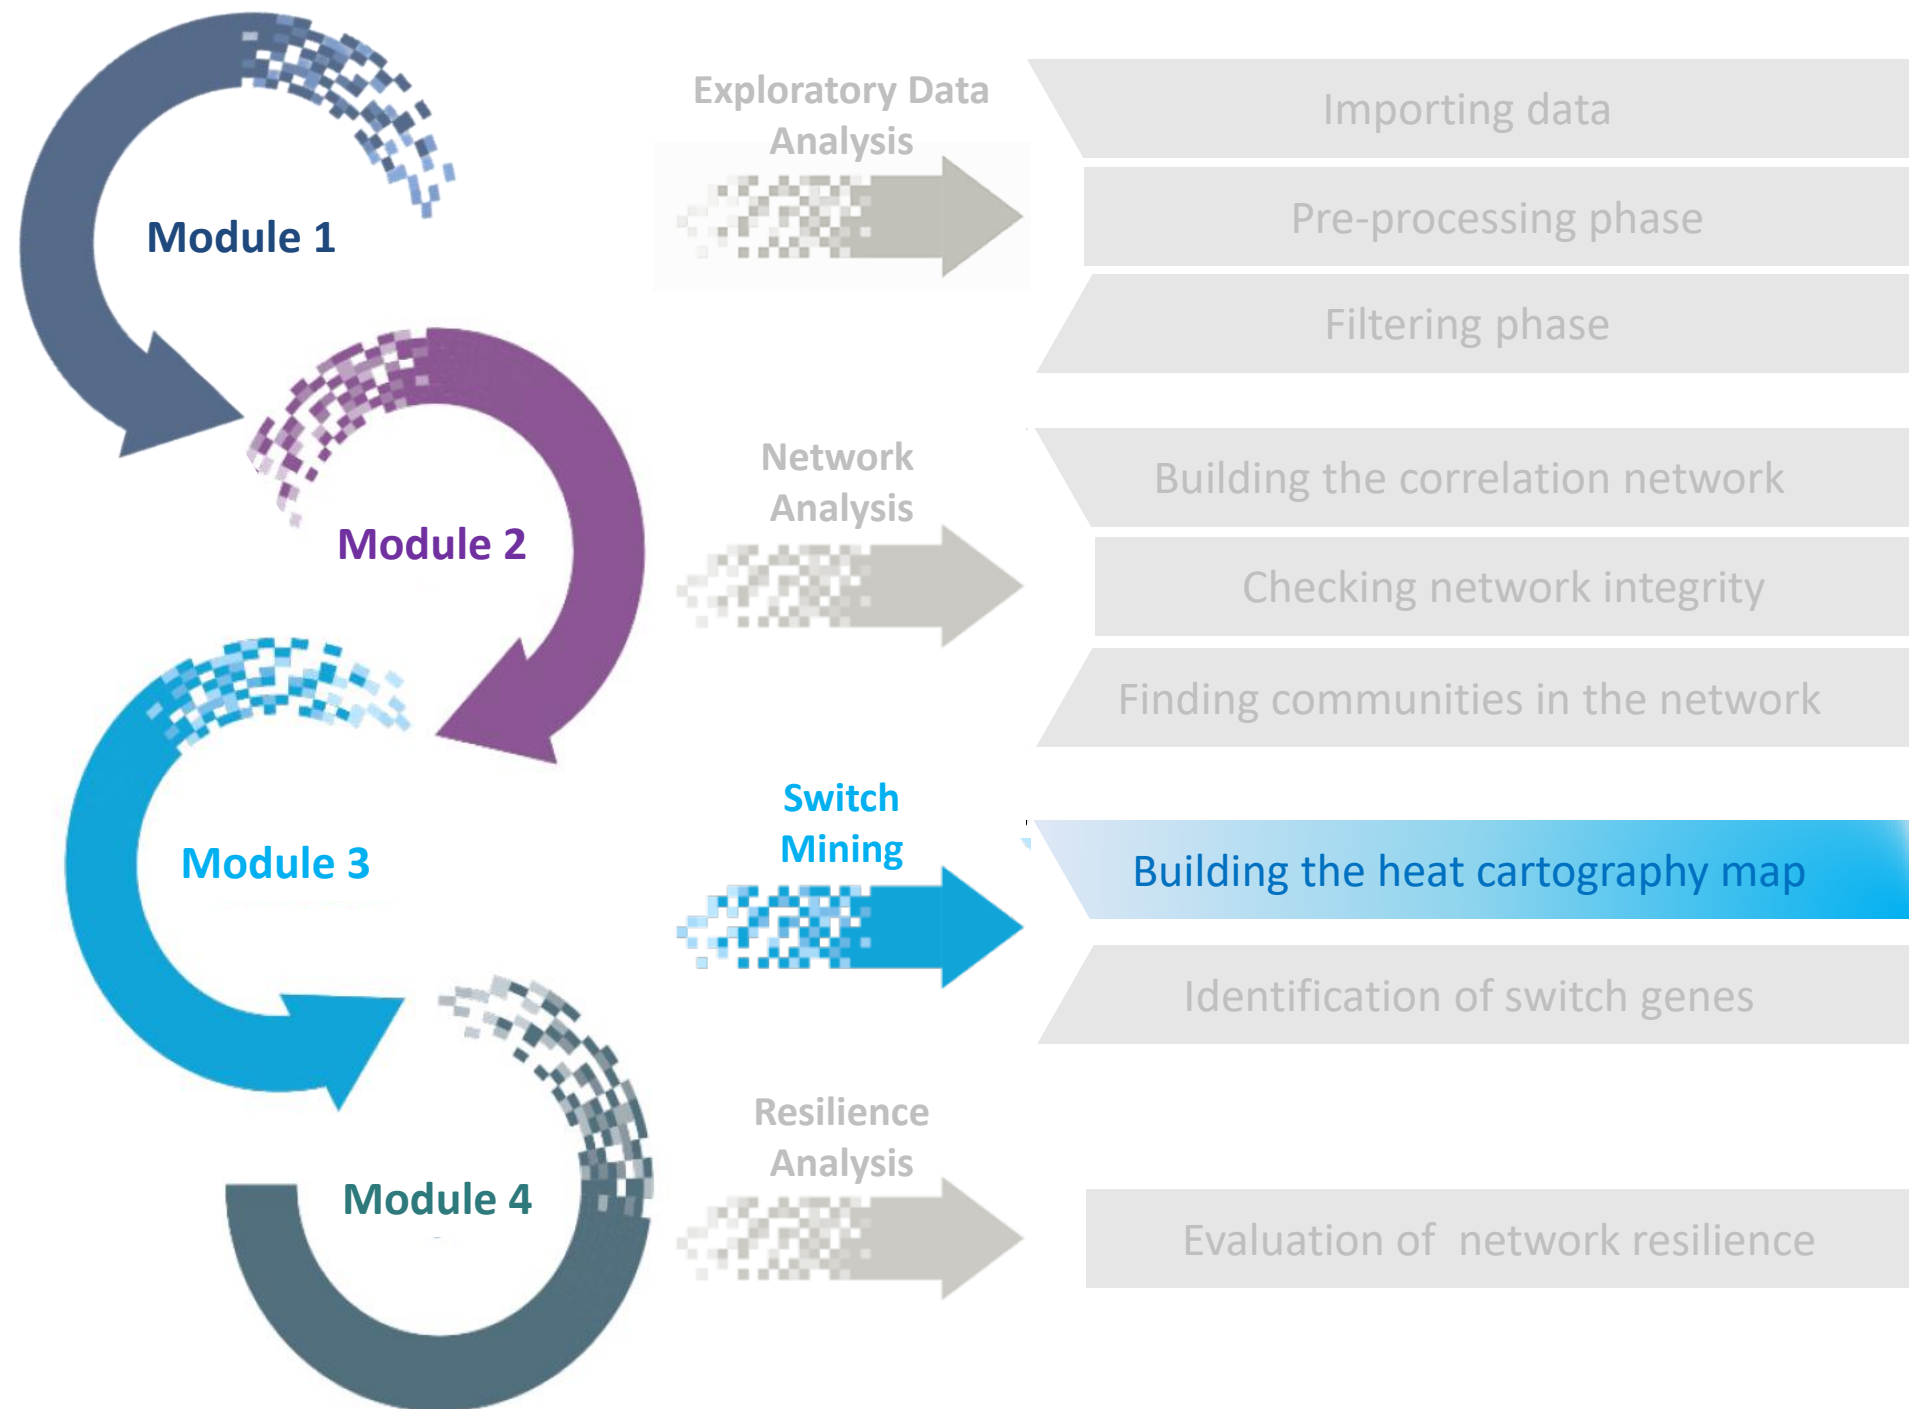 Module 1
Exploratory Data
Analysis
Importing data
Pre-processing phase
Filtering phase
Module 2
Network
Analysis
Building the correlation network
Checking network integrity
Finding communities in the network
Module 3
Switch
Mining
Building the heat cartography map
Identification of switch genes
Module 4
Resilience
Analysis
Evaluation of  network resilience